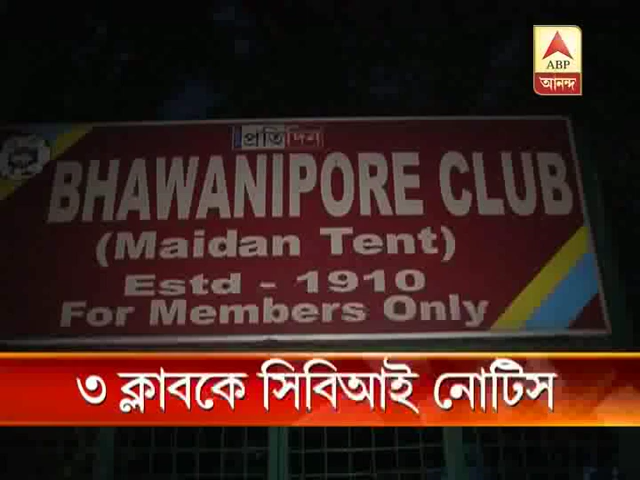 ABP
আনন্দ
প্রতিদিন
BHAWANIPORE CLUB
(Maidan Tent)
Estd - 1910
For Members Only
৩ ক্লাবকে সিবিআই নোটিস